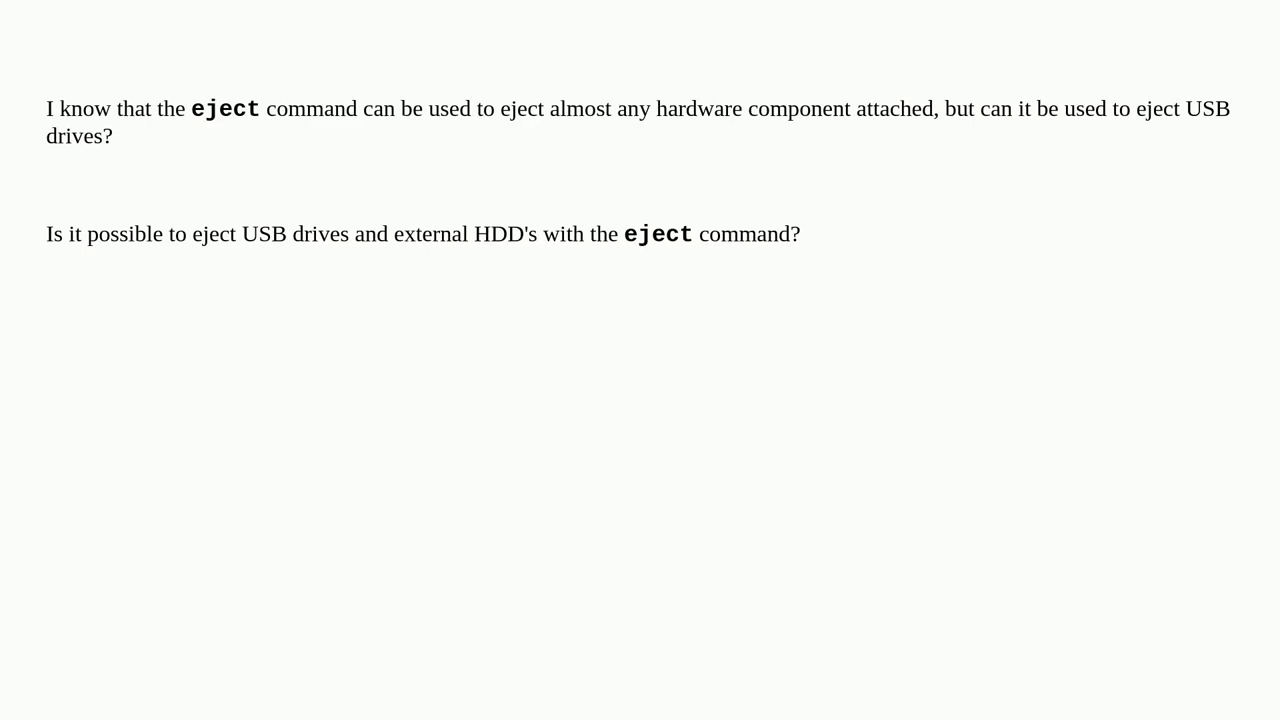 I know that the eject command can be used to eject almost any hardware component attached, but can it be used to eject USB
drives?
Is it possible to eject USB drives and external HDD's with the eject command?